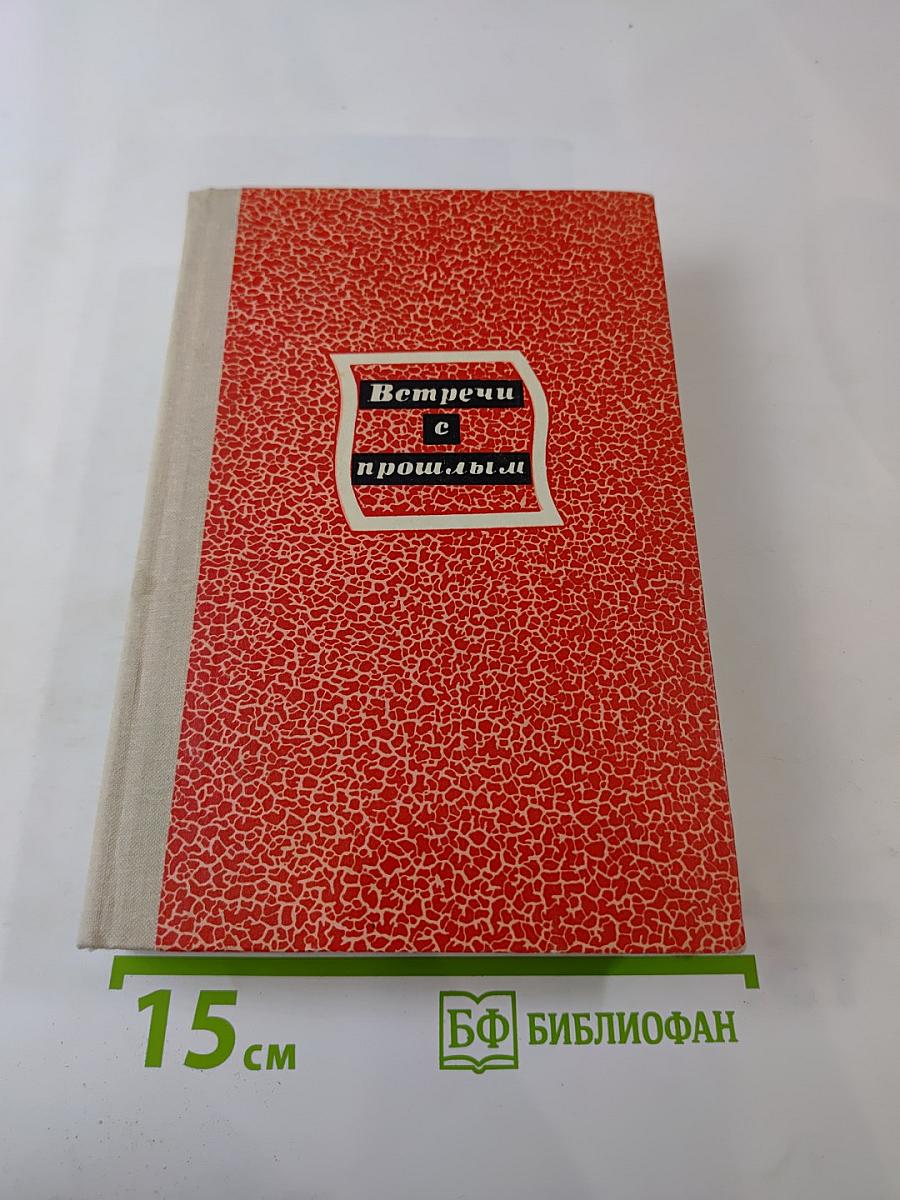 Встречи
с
прошлым
15 см
БФ БИБЛИОФАН